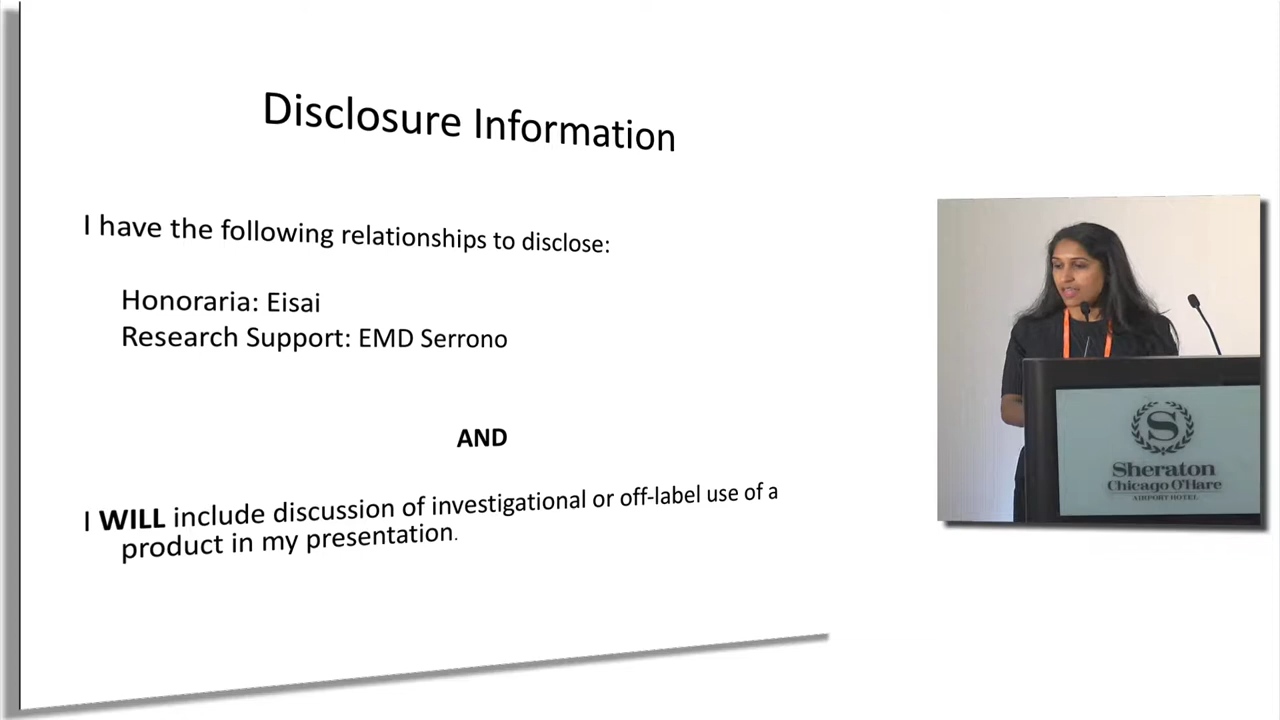 Disclosure Information
I have the following relationships to disclose:
Honoraria: Eisai
Research Support: EMD Serrono
AND
I WILL include discussion of investigational or off-label use of a
product in my presentation.
S
Sheraton
Chicago O'Hare
AIRPORT HOTEL